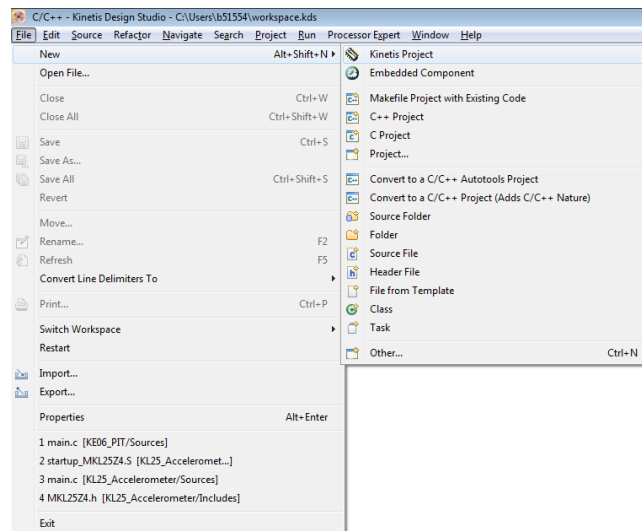 C/C++ - Kinetis Design Studio - C:\Users\b51554\workspace.kds
File Edit Source Refactor Navigate Search Project Run Processor Expert Window Help
New Alt+Shift+N
Open File...
Close Ctrl+W
Close All Ctrl+Shift+W
Save Ctrl+S
Save As...
Save All Ctrl+Shift+S
Revert
Move...
Rename... F2
Refresh F5
Convert Line Delimiters To
Print... Ctrl+P
Switch Workspace
Restart
Import...
Export...
Properties Alt+Enter
1 main.c [KE06_PIT/Sources]
2 startup_MKL25Z4.S [KL25_Acceleromet...]
3 main.c [KL25_Accelerometer/Sources]
4 MKL25Z4.h [KL25_Accelerometer/Includes]
Exit
Kinetis Project
Embedded Component
Makefile Project with Existing Code
C++ Project
C Project
Project...
Convert to a C/C++ Autotools Project
Convert to a C/C++ Project (Adds C/C++ Nature)
Source Folder
Folder
Source File
Header File
File from Template
Class
Task
Other... Ctrl+N